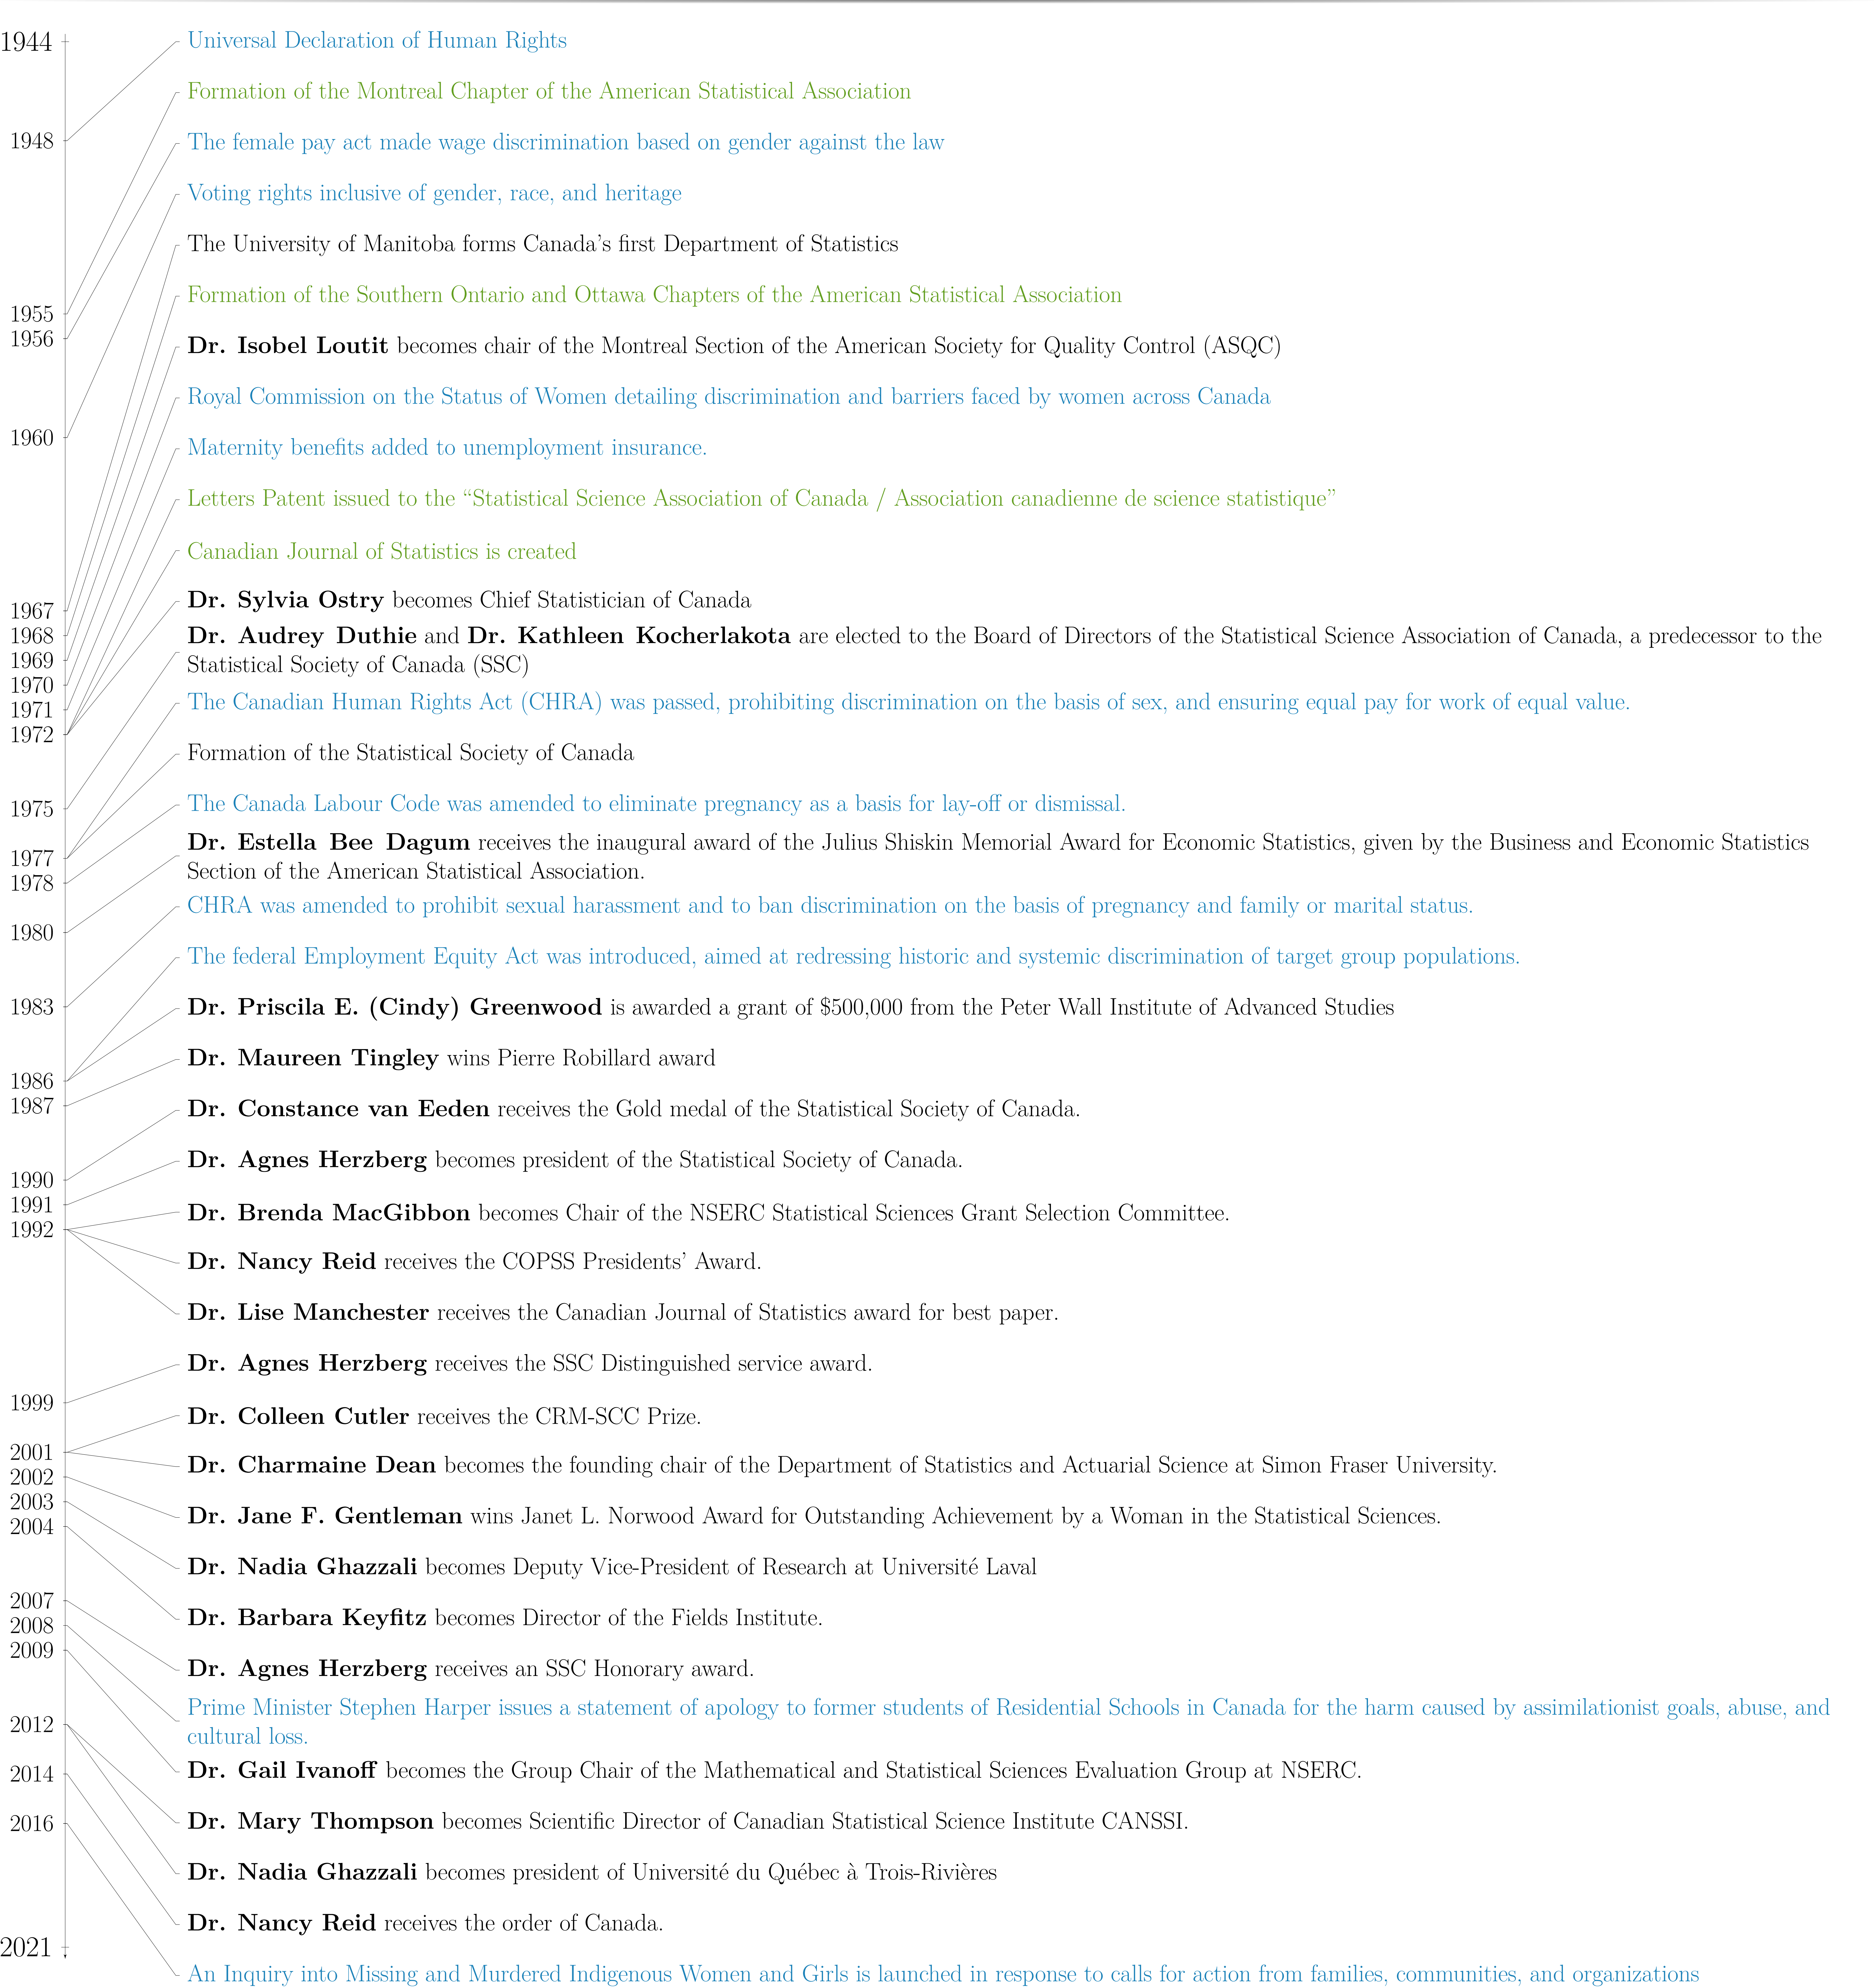 1944
Universal Declaration of Human Rights
Formation of the Montreal Chapter of the American Statistical Association
1948
The female pay act made wage discrimination based on gender against the law
Voting rights inclusive of gender, race, and heritage
The University of Manitoba forms Canada's first Department of Statistics
Formation of the Southern Ontario and Ottawa Chapters of the American Statistical Association
1955
1956
Dr. Isobel Loutit becomes chair of the Montreal Section of the American Society for Quality Control (ASQC)
Royal Commission on the Status of Women detailing discrimination and barriers faced by women across Canada
1960
Maternity benefits added to unemployment insurance.
Letters Patent issued to the “Statistical Science Association of Canada / Association canadienne de science statistique”
Canadian Journal of Statistics is created
Dr. Sylvia Ostry becomes Chief Statistician of Canada
1967
1968
Dr. Audrey Duthie and Dr. Kathleen Kocherlakota are elected to the Board of Directors of the Statistical Science Association of Canada, a predecessor to the
Statistical Society of Canada (SSC)
1969
1970
The Canadian Human Rights Act (CHRA) was passed, prohibiting discrimination on the basis of sex, and ensuring equal pay for work of equal value.
1971
1972
Formation of the Statistical Society of Canada
The Canada Labour Code was amended to eliminate pregnancy as a basis for lay-off or dismissal.
1975
Dr. Estella Bee Dagum receives the inaugural award of the Julius Shiskin Memorial Award for Economic Statistics, given by the Business and Economic Statistics
Section of the American Statistical Association.
1977
1978
CHRA was amended to prohibit sexual harassment and to ban discrimination on the basis of pregnancy and family or marital status.
1980
The federal Employment Equity Act was introduced, aimed at redressing historic and systemic discrimination of target group populations.
1983
Dr. Priscila E. (Cindy) Greenwood is awarded a grant of $500,000 from the Peter Wall Institute of Advanced Studies
Dr. Maureen Tingley wins Pierre Robillard award
1986
1987
Dr. Constance van Eeden receives the Gold medal of the Statistical Society of Canada.
Dr. Agnes Herzberg becomes president of the Statistical Society of Canada.
1990
1991
Dr. Brenda MacGibbon becomes Chair of the NSERC Statistical Sciences Grant Selection Committee.
1992
Dr. Nancy Reid receives the COPSS Presidents' Award.
Dr. Lise Manchester receives the Canadian Journal of Statistics award for best paper.
Dr. Agnes Herzberg receives the SSC Distinguished service award.
1999
Dr. Colleen Cutler receives the CRM-SCC Prize.
2001
Dr. Charmaine Dean becomes the founding chair of the Department of Statistics and Actuarial Science at Simon Fraser University.
2002
2003
Dr. Jane F. Gentleman wins Janet L. Norwood Award for Outstanding Achievement by a Woman in the Statistical Sciences.
2004
Dr. Nadia Ghazzali becomes Deputy Vice-President of Research at Université Laval
2007
Dr. Barbara Keyfitz becomes Director of the Fields Institute.
2008
2009
Dr. Agnes Herzberg receives an SSC Honorary award.
Prime Minister Stephen Harper issues a statement of apology to former students of Residential Schools in Canada for the harm caused by assimilationist goals, abuse, and
cultural loss.
2012
Dr. Gail Ivanoff becomes the Group Chair of the Mathematical and Statistical Sciences Evaluation Group at NSERC.
2014
Dr. Mary Thompson becomes Scientific Director of Canadian Statistical Science Institute CANSSI.
2016
Dr. Nadia Ghazzali becomes president of Université du Québec à Trois-Rivières
Dr. Nancy Reid receives the order of Canada.
2021
An Inquiry into Missing and Murdered Indigenous Women and Girls is launched in response to calls for action from families, communities, and organizations